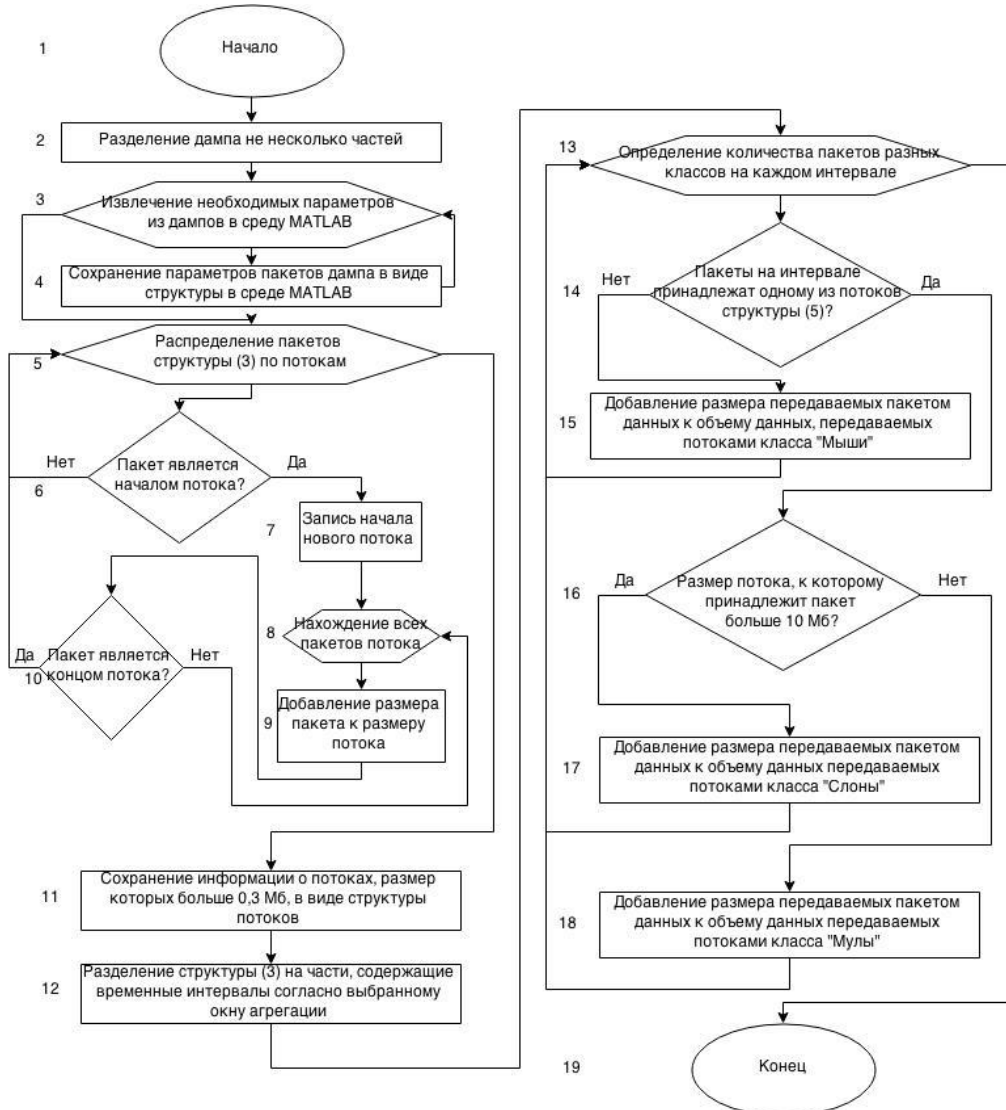 1
Начало
2
Разделение дампа не несколько частей
3
Извлечение необходимых параметров
из дампов в среду MATLAB
4
Сохранение параметров пакетов дампа в виде
структуры в среде MATLAB
5
Распределение пакетов
структуры (3) по потокам
Нет
Да
6
Пакет является
началом потока?
7
Запись начала
нового потока
8
Нахождение всех
пакетов потока
Да
Нет
10
Пакет является
концом потока?
9
Добавление размера
пакета к размеру
потока
11
Сохранение информации о потоках, размер
которых больше 0,3 Мб, в виде структуры
потоков
12
Разделение структуры (3) на части, содержащие
временные интервалы согласно выбранному
окну агрегации
13
Определение количества пакетов разных
классов на каждом интервале
14
Нет
Да
Пакеты на интервале
принадлежат одному из потоков
структуры (5)?
15
Добавление размера передаваемых пакетом
данных к объему данных, передаваемых
потоками класса "Мыши"
16
Да
Нет
Размер потока, к которому
принадлежит пакет
больше 10 Мб?
17
Добавление размера передаваемых пакетом
данных к объему данных передаваемых
потоками класса "Слоны"
18
Добавление размера передаваемых пакетом
данных к объему данных передаваемых
потоками класса "Мулы"
19
Конец